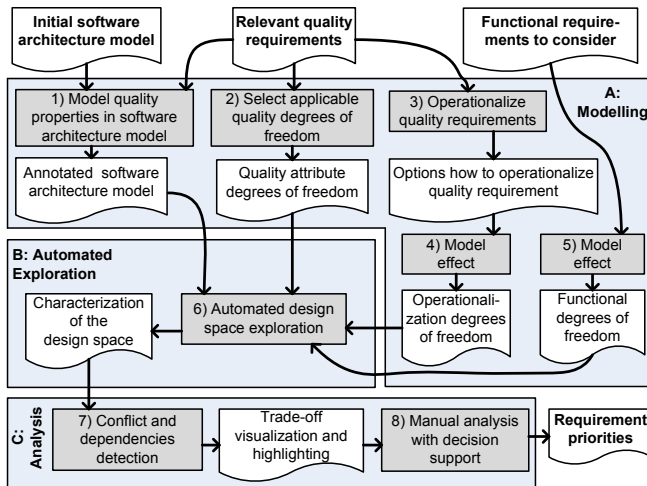 Initial software
architecture model
Relevant quality
requirements
Functional require-
ments to consider
A:
Modelling
1) Model quality
properties in software
architecture model
2) Select applicable
quality degrees of
freedom
3) Operationalize
quality requirements
Annotated software
architecture model
Quality attribute
degrees of freedom
Options how to operationalize
quality requirement
4) Model
effect
5) Model
effect
B: Automated
Exploration
Characterization
of the
design space
6) Automated design
space exploration
Operationali-
zation degrees
of freedom
Functional
degrees of
freedom
C:
Analysis
7) Conflict and
dependencies
detection
Trade-off
visualization and
highlighting
8) Manual analysis
with decision
support
Requirement
priorities